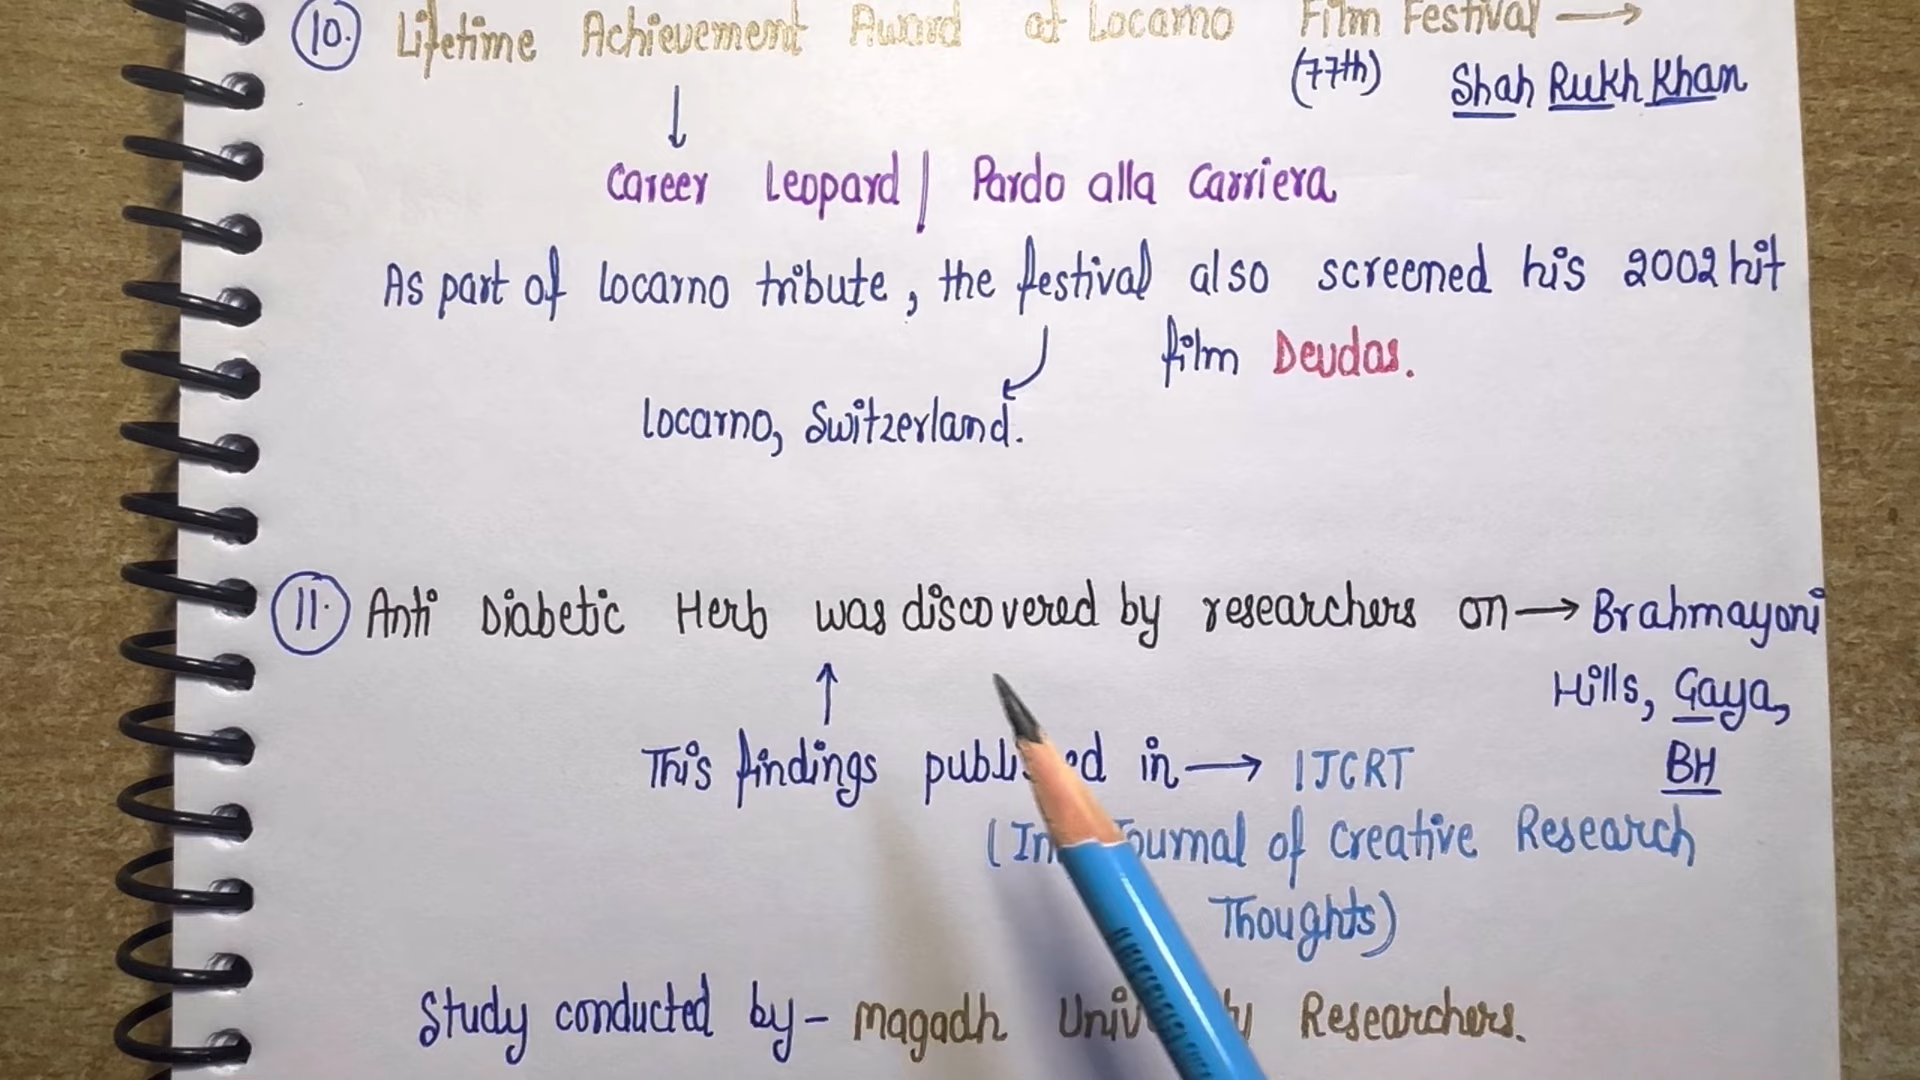 10. Lifetime Achievement Award at Locarno Film Festival →
(77th) Shah Rukh Khan
↓
Career Leopard | Pardo alla Carriera
As part of Locarno tribute, the festival also screened his 2002 hit
film Devdas.
Locarno, Switzerland.
11. Anti Diabetic Herb was discovered by researchers on → Brahmayoni
Hills, Gaya,
↑
This findings published in → IJCRT
BH
( Journal of Creative Research
Thoughts)
Study conducted by - Magadh University Researchers.